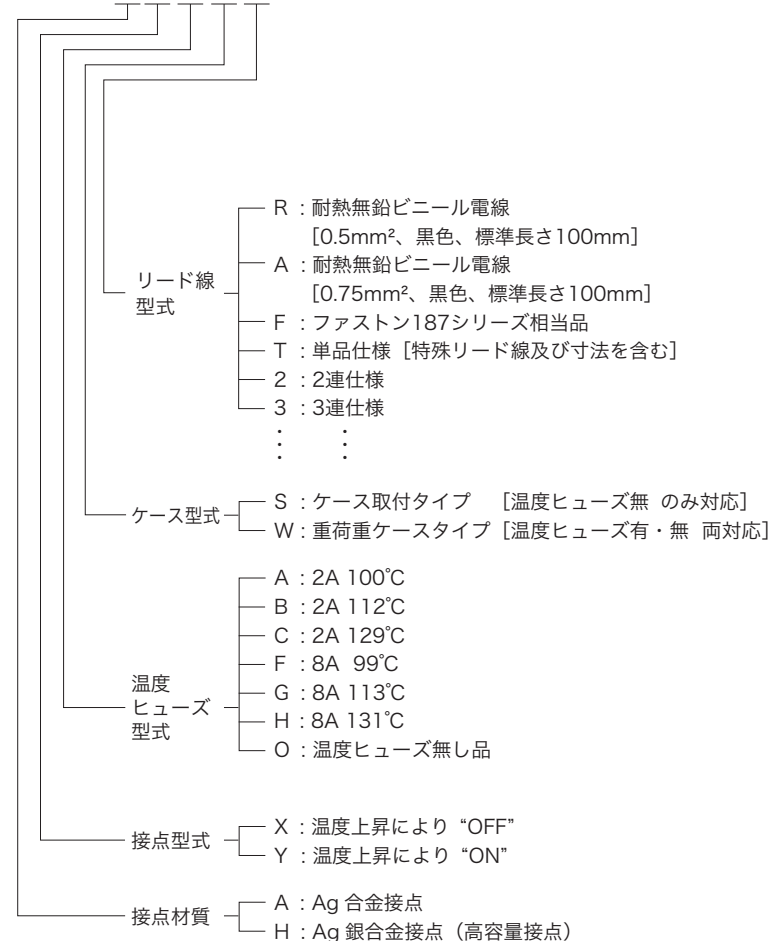 R : 耐熱無鉛ビニール電線
[0.5mm²、黒色、標準長さ100mm]
A : 耐熱無鉛ビニール電線
[0.75mm²、黒色、標準長さ100mm]
F : ファストン187シリーズ相当品
T : 単品仕様 [特殊リード線及び寸法を含む]
2 : 2連仕様
3 : 3連仕様
リード線
型式
S : ケース取付タイプ [温度ヒューズ無 のみ対応]
W : 重荷重ケースタイプ [温度ヒューズ有・無 両対応]
ケース型式
A : 2A 100℃
B : 2A 112℃
C : 2A 129℃
F : 8A 99℃
G : 8A 113℃
H : 8A 131℃
O : 温度ヒューズ無し品
温度
ヒューズ
型式
X : 温度上昇により “OFF”
Y : 温度上昇により “ON”
接点型式
A : Ag 合金接点
H : Ag 銀合金接点（高容量接点）
接点材質